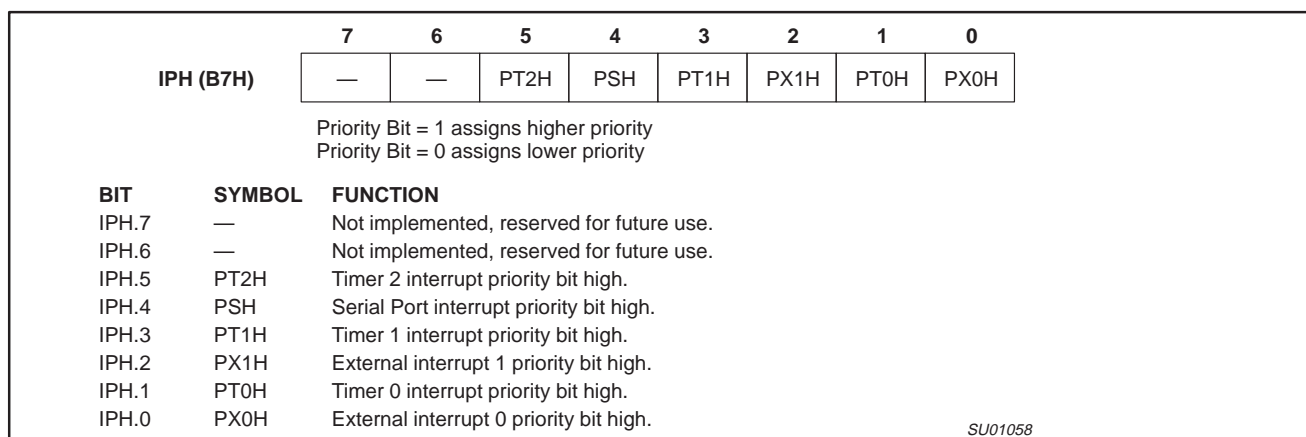 7 6 5 4 3 2 1 0
IPH (B7H) — — PT2H PSH PT1H PX1H PT0H PX0H
Priority Bit = 1 assigns higher priority
Priority Bit = 0 assigns lower priority
BIT SYMBOL FUNCTION
IPH.7 — Not implemented, reserved for future use.
IPH.6 — Not implemented, reserved for future use.
IPH.5 PT2H Timer 2 interrupt priority bit high.
IPH.4 PSH Serial Port interrupt priority bit high.
IPH.3 PT1H Timer 1 interrupt priority bit high.
IPH.2 PX1H External interrupt 1 priority bit high.
IPH.1 PT0H Timer 0 interrupt priority bit high.
IPH.0 PX0H External interrupt 0 priority bit high.
SU01058